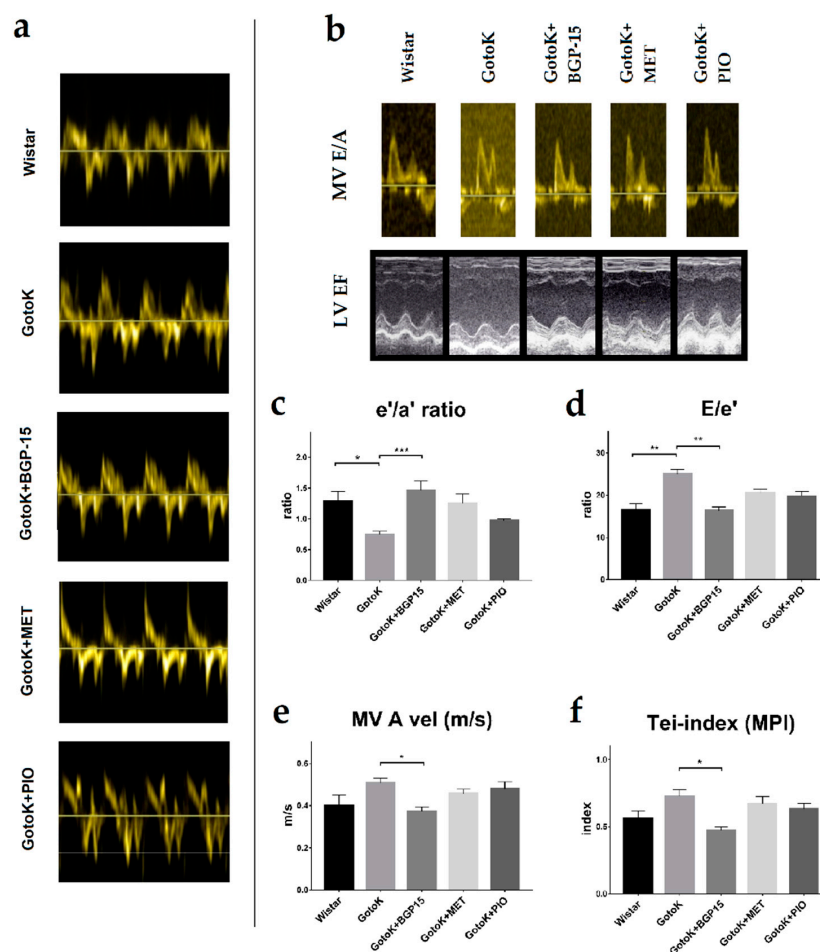 a
Wistar
GotoK
GotoK+BGP-15
GotoK+MET
GotoK+PIO
b
Wistar
GotoK
GotoK+
BGP-15
GotoK+
MET
GotoK+
PIO
MV E/A
LV EF
c
e'/a' ratio
ratio
2.0
1.5
1.0
0.5
0.0
*
***
Wistar
GotoK
GotoK+BGP15
GotoK+MET
GotoK+PIO
d
E/e'
ratio
30
20
10
0
**
**
Wistar
GotoK
GotoK+BGP15
GotoK+MET
GotoK+PIO
e
MV A vel (m/s)
m/s
0.6
0.4
0.2
0.0
*
Wistar
GotoK
GotoK+BGP15
GotoK+MET
GotoK+PIO
f
Tei-index (MPI)
index
1.0
0.5
0.0
*
Wistar
GotoK
GotoK+BGP15
GotoK+MET
GotoK+PIO